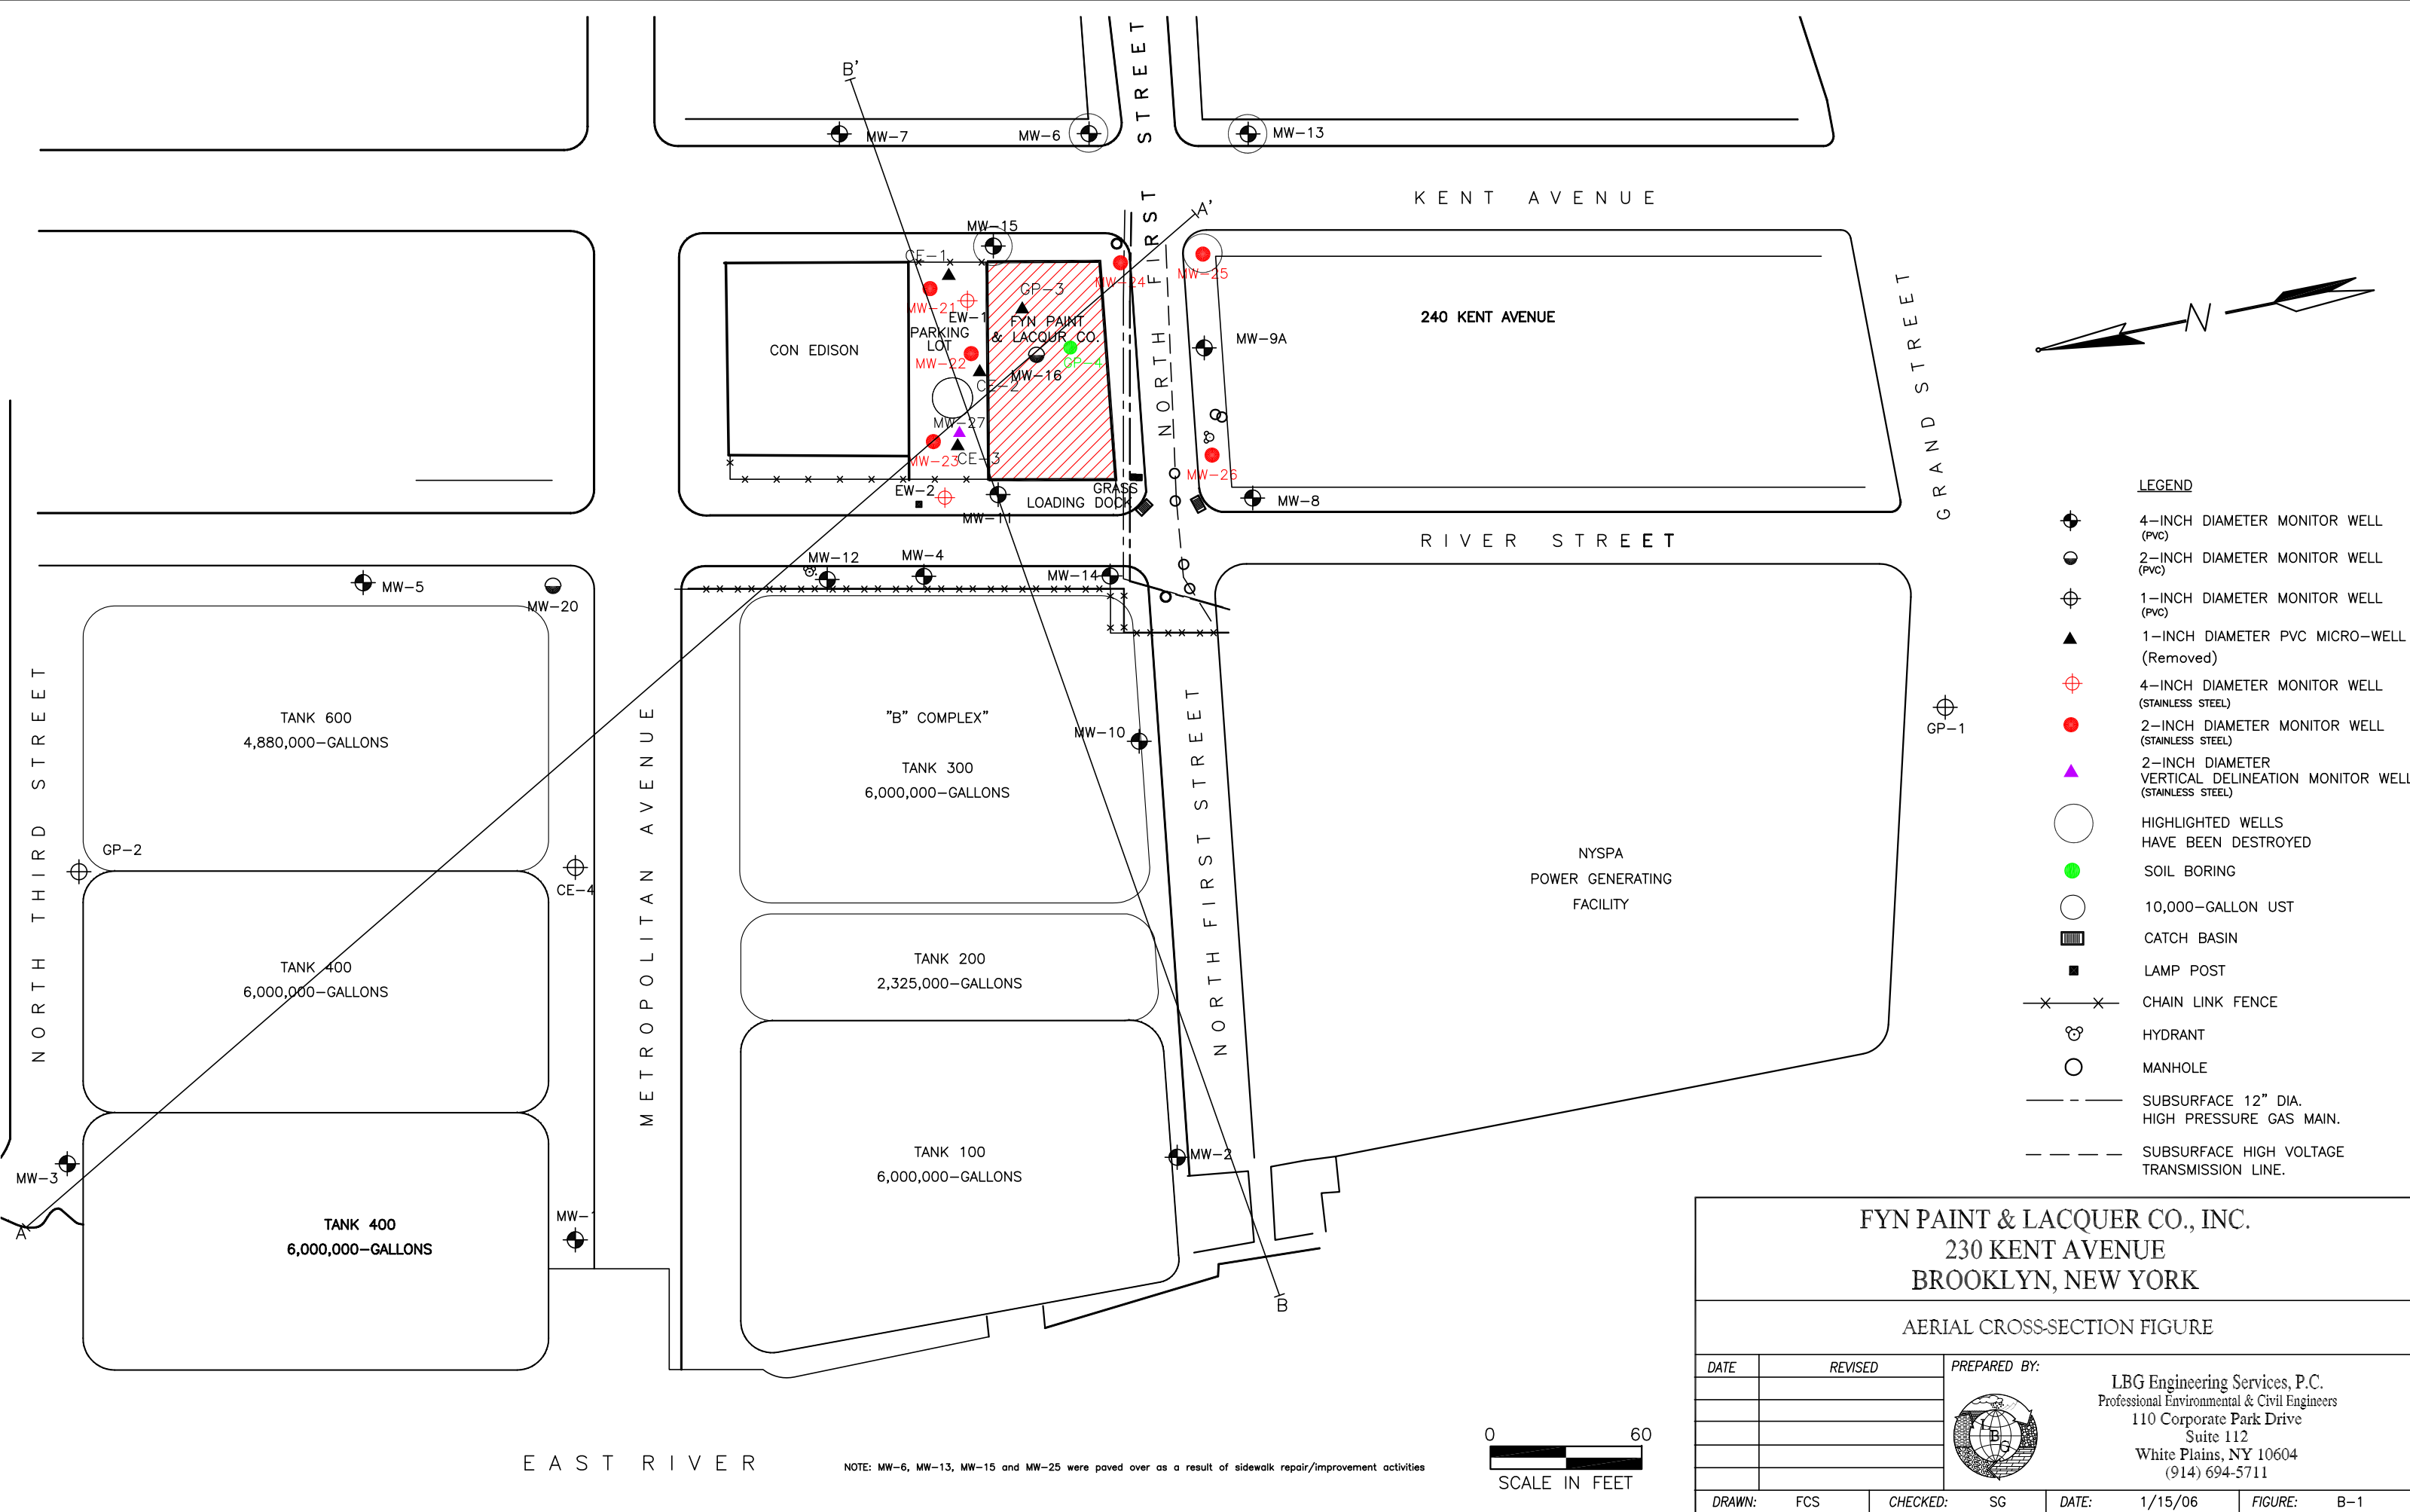 B'
MW-7
MW-6
MW-13
NORTH FIRST STREET
KENT AVENUE
A'
MW-15
CE-1
MW-24
MW-25
GP-3
MW-21
EW-1
PARKING
LOT
FYN PAINT
& LACQUR CO.
240 KENT AVENUE
CON EDISON
MW-9A
MW-22
GP-4
MW-16
CE-2
GRAND STREET
N
MW-27
MW-23
CE-3
MW-26
EW-2
GRASS
LOADING DOCK
MW-8
MW-11
RIVER STREET
MW-12
MW-4
MW-14
MW-5
MW-20
NORTH THIRD STREET
TANK 600
4,880,000-GALLONS
METROPOLITAN AVENUE
"B" COMPLEX"
MW-10
TANK 300
6,000,000-GALLONS
NORTH FIRST STREET
GP-1
GP-2
CE-4
NYSPA
POWER GENERATING
FACILITY
TANK 400
6,000,000-GALLONS
TANK 200
2,325,000-GALLONS
TANK 100
6,000,000-GALLONS
MW-2
MW-3
A
MW-1
TANK 400
6,000,000-GALLONS
B
EAST RIVER
NOTE: MW-6, MW-13, MW-15 and MW-25 were paved over as a result of sidewalk repair/improvement activities
0 60
SCALE IN FEET
LEGEND
4-INCH DIAMETER MONITOR WELL
(PVC)
2-INCH DIAMETER MONITOR WELL
(PVC)
1-INCH DIAMETER MONITOR WELL
(PVC)
1-INCH DIAMETER PVC MICRO-WELL
(Removed)
4-INCH DIAMETER MONITOR WELL
(STAINLESS STEEL)
2-INCH DIAMETER MONITOR WELL
(STAINLESS STEEL)
2-INCH DIAMETER
VERTICAL DELINEATION MONITOR WELL
(STAINLESS STEEL)
HIGHLIGHTED WELLS
HAVE BEEN DESTROYED
SOIL BORING
10,000-GALLON UST
CATCH BASIN
LAMP POST
CHAIN LINK FENCE
HYDRANT
MANHOLE
SUBSURFACE 12" DIA.
HIGH PRESSURE GAS MAIN.
SUBSURFACE HIGH VOLTAGE
TRANSMISSION LINE.
FYN PAINT & LACQUER CO., INC.
230 KENT AVENUE
BROOKLYN, NEW YORK
AERIAL CROSS-SECTION FIGURE
DATE REVISED PREPARED BY:
L B G
LBG Engineering Services, P.C.
Professional Environmental & Civil Engineers
110 Corporate Park Drive
Suite 112
White Plains, NY 10604
(914) 694-5711
DRAWN: FCS CHECKED: SG DATE: 1/15/06 FIGURE: B-1